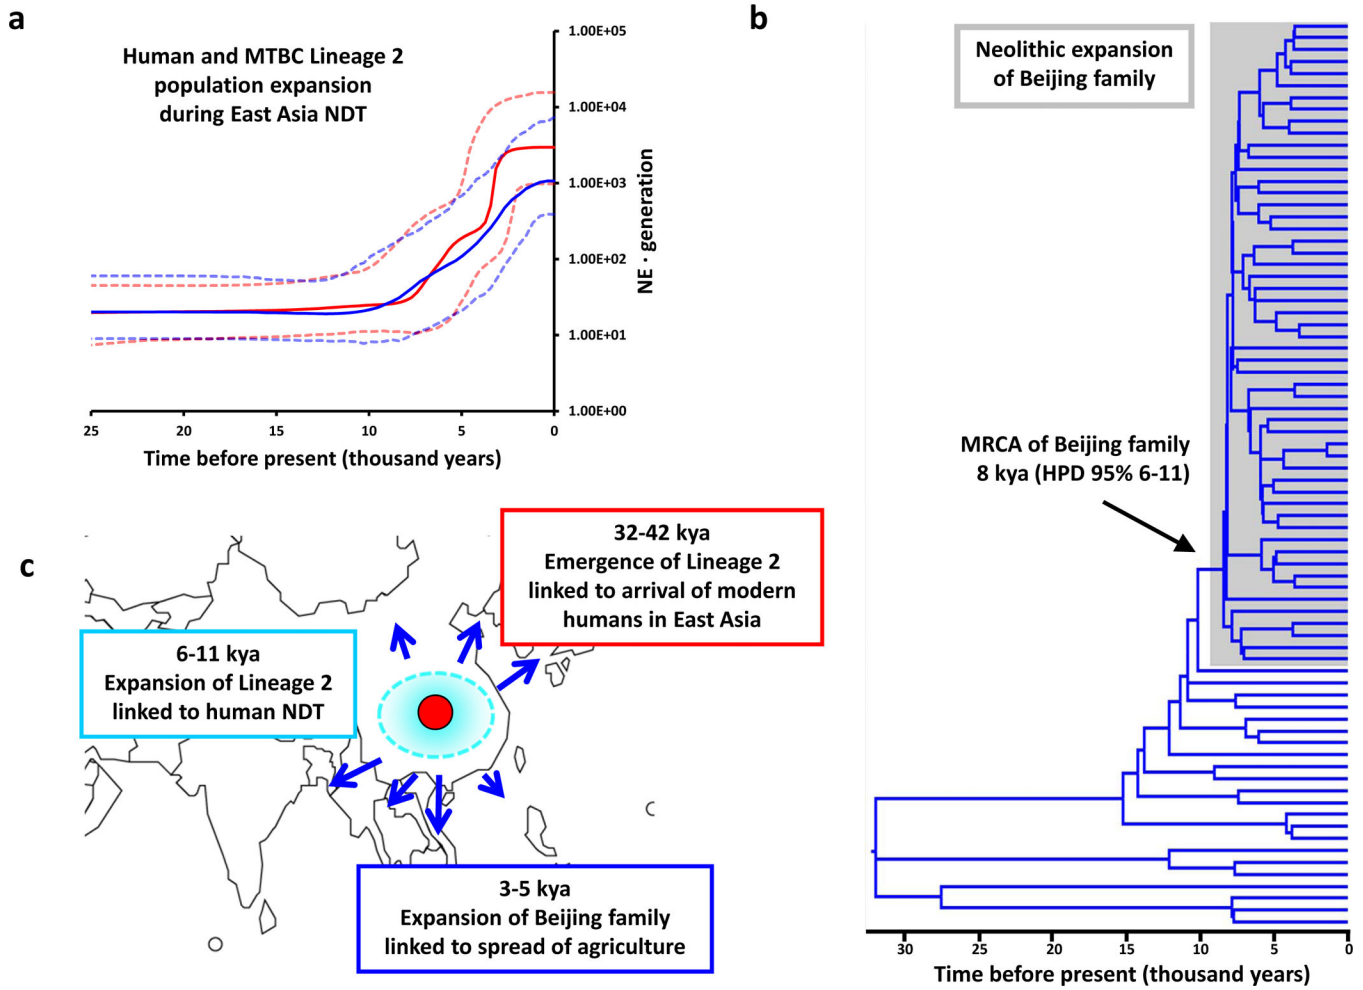 a
Human and MTBC Lineage 2
population expansion
during East Asia NDT
1.00E+05
1.00E+04
1.00E+03
1.00E+02
1.00E+01
1.00E+00
NE · generation
25 20 15 10 5 0
Time before present (thousand years)
b
Neolithic expansion
of Beijing family
MRCA of Beijing family
8 kya (HPD 95% 6-11)
30 25 20 15 10 5 0
Time before present (thousand years)
c
32-42 kya
Emergence of Lineage 2
linked to arrival of modern
humans in East Asia
6-11 kya
Expansion of Lineage 2
linked to human NDT
3-5 kya
Expansion of Beijing family
linked to spread of agriculture